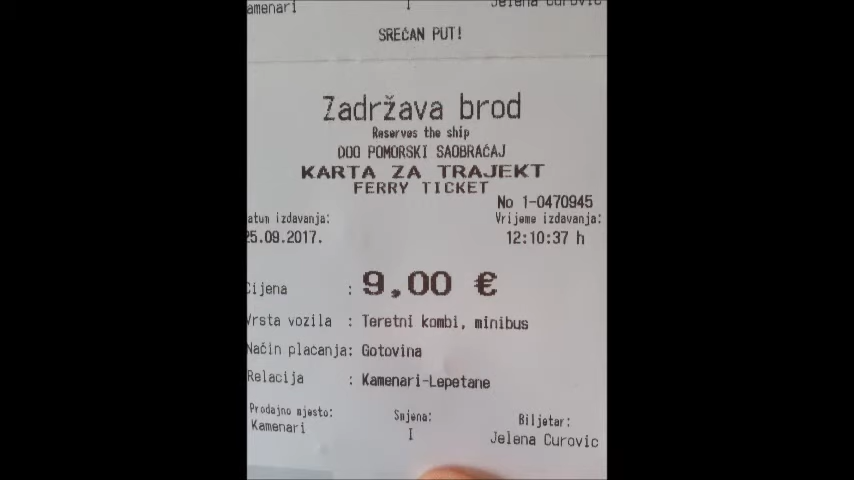 amenari I Jelena Curovic
SREĆAN PUT!
Zadržava brod
Reserves the ship
DOO POMORSKI SAOBRAĆAJ
KARTA ZA TRAJEKT
FERRY TICKET
No 1-0470945
atum izdavanja: Vrijeme izdavanja:
25.09.2017. 12:10:37 h
Cijena : 9,00 €
Vrsta vozila : Teretni kombi, minibus
Način placanja: Gotovina
Relacija : Kamenari-Lepetane
Prodajno mjesto: Smjena: Biljetar:
Kamenari I Jelena Curovic